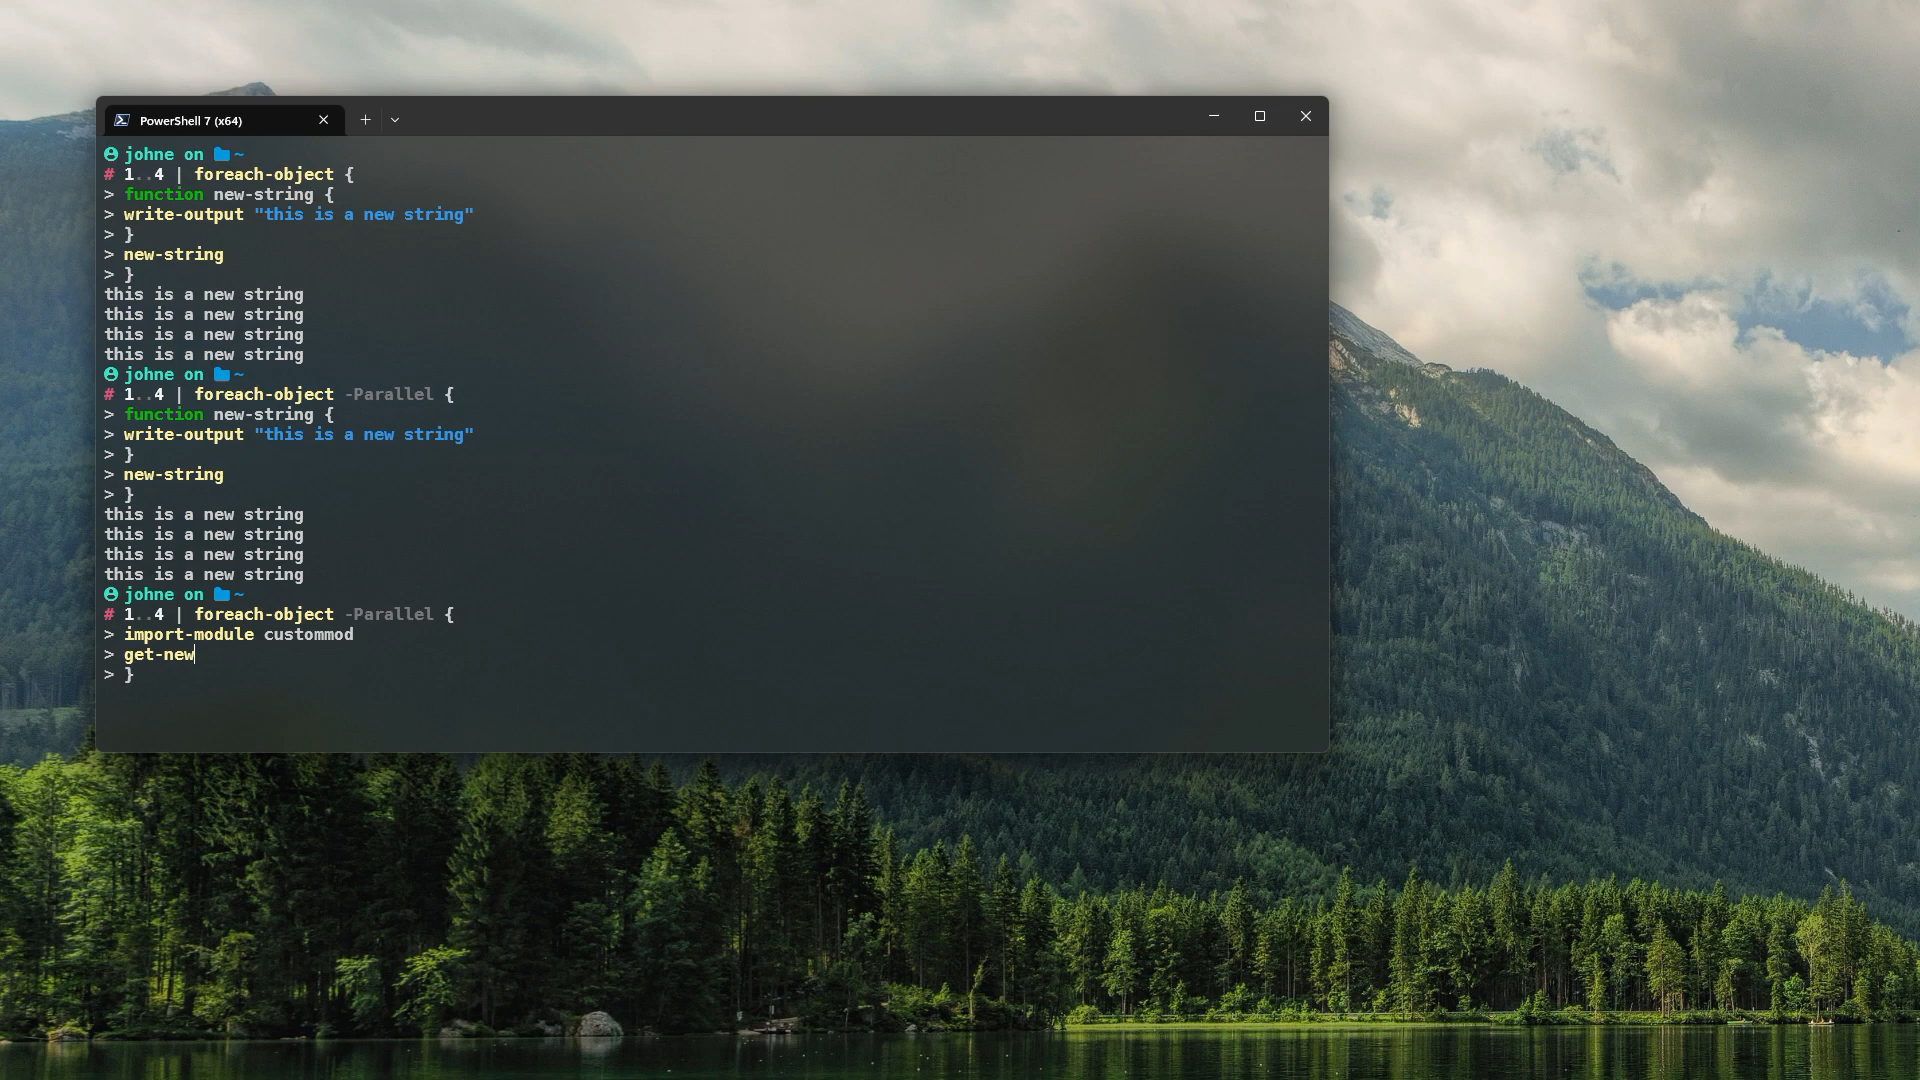 PowerShell 7 (x64)
johne on ~
# 1..4 | foreach-object {
> function new-string {
> write-output "this is a new string"
> }
> new-string
> }
this is a new string
this is a new string
this is a new string
this is a new string
johne on ~
# 1..4 | foreach-object -Parallel {
> function new-string {
> write-output "this is a new string"
> }
> new-string
> }
this is a new string
this is a new string
this is a new string
this is a new string
johne on ~
# 1..4 | foreach-object -Parallel {
> import-module custommod
> get-new
> }